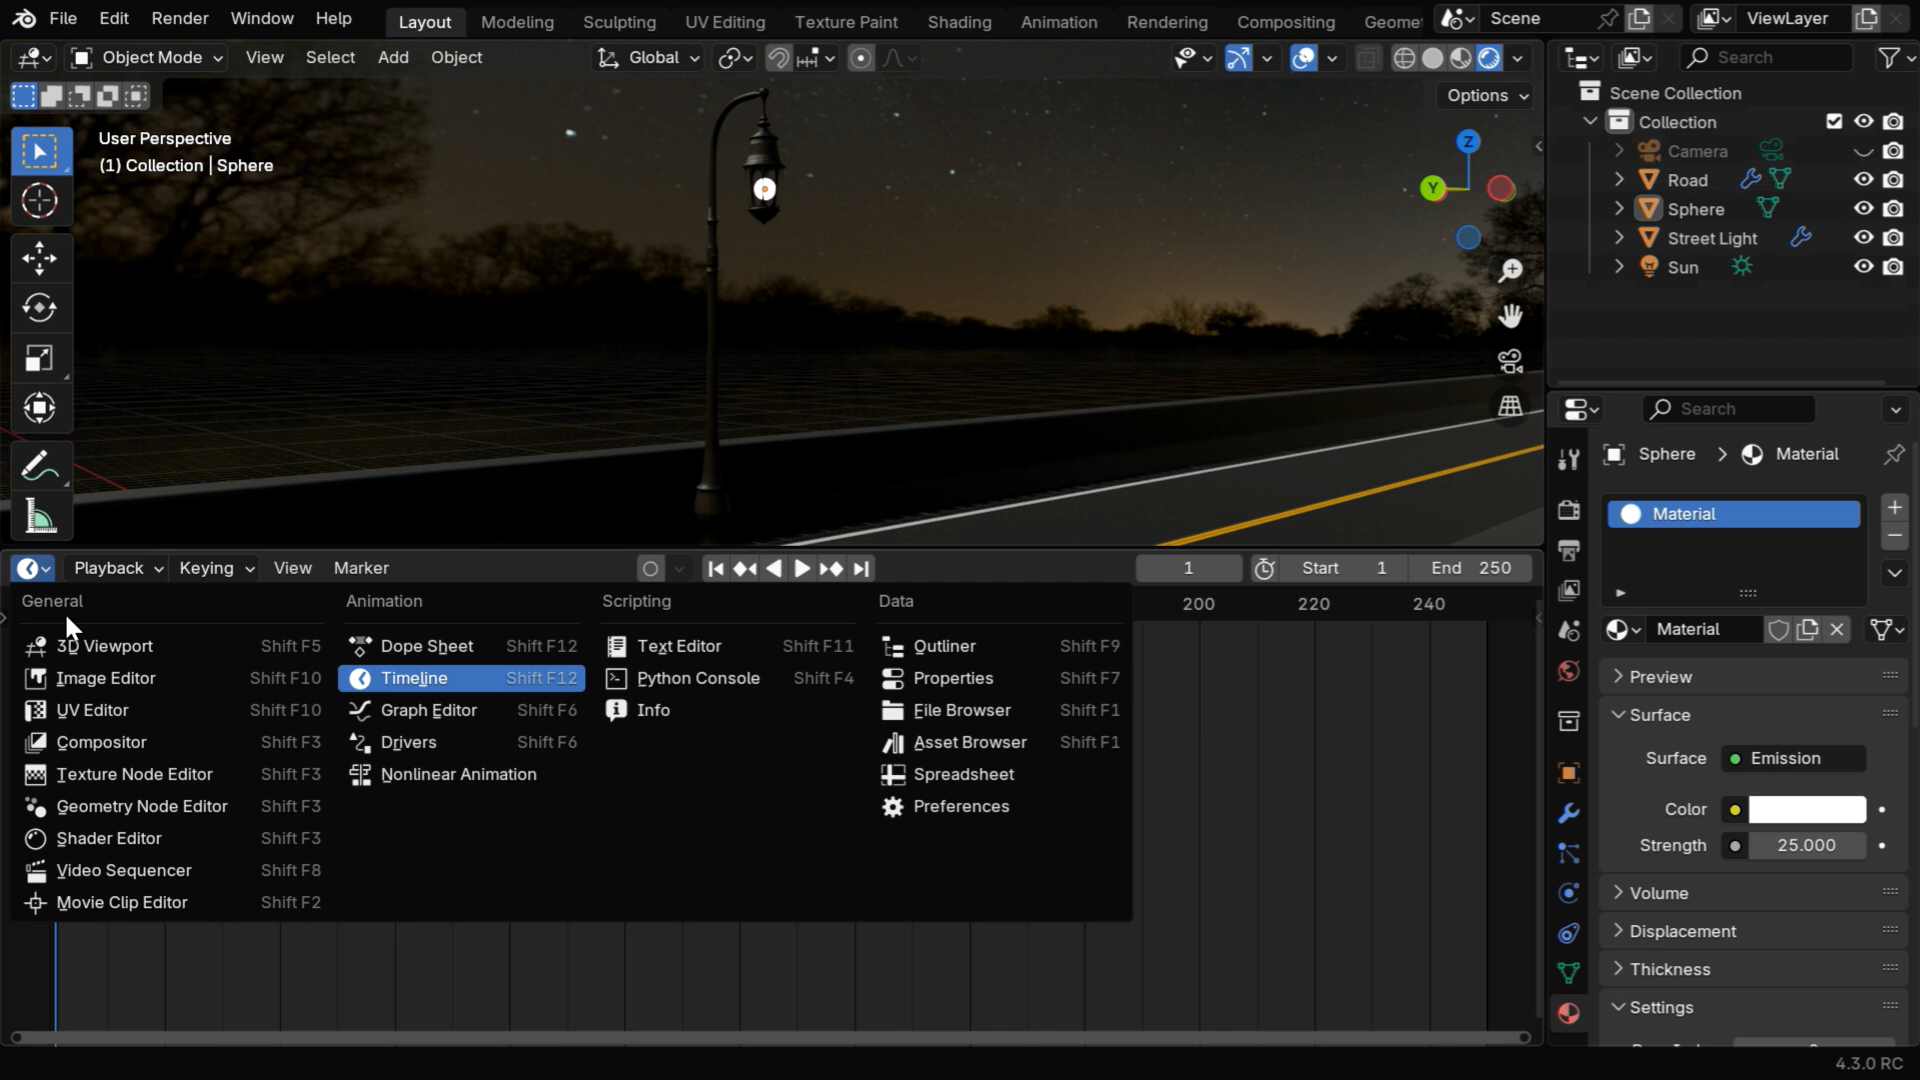 File Edit Render Window Help Layout Modeling Sculpting UV Editing Texture Paint Shading Animation Rendering Compositing Geomet Scene ViewLayer
Object Mode View Select Add Object Global Search
Options
User Perspective
(1) Collection | Sphere
Z
Y
Scene Collection
Collection
Camera
Road
Sphere
Street Light
Sun
Search
Sphere > Material
Material
Material
Preview
Surface
Surface Emission
Color
Strength 25.000
Volume
Displacement
Thickness
Settings
Playback Keying View Marker 1 Start 1 End 250
200 220 240
General
3D Viewport Shift F5
Image Editor Shift F10
UV Editor Shift F10
Compositor Shift F3
Texture Node Editor Shift F3
Geometry Node Editor Shift F3
Shader Editor Shift F3
Video Sequencer Shift F8
Movie Clip Editor Shift F2
Animation
Dope Sheet Shift F12
Timeline Shift F12
Graph Editor Shift F6
Drivers Shift F6
Nonlinear Animation
Scripting
Text Editor Shift F11
Python Console Shift F4
Info
Data
Outliner Shift F9
Properties Shift F7
File Browser Shift F1
Asset Browser Shift F1
Spreadsheet
Preferences
4.3.0 RC